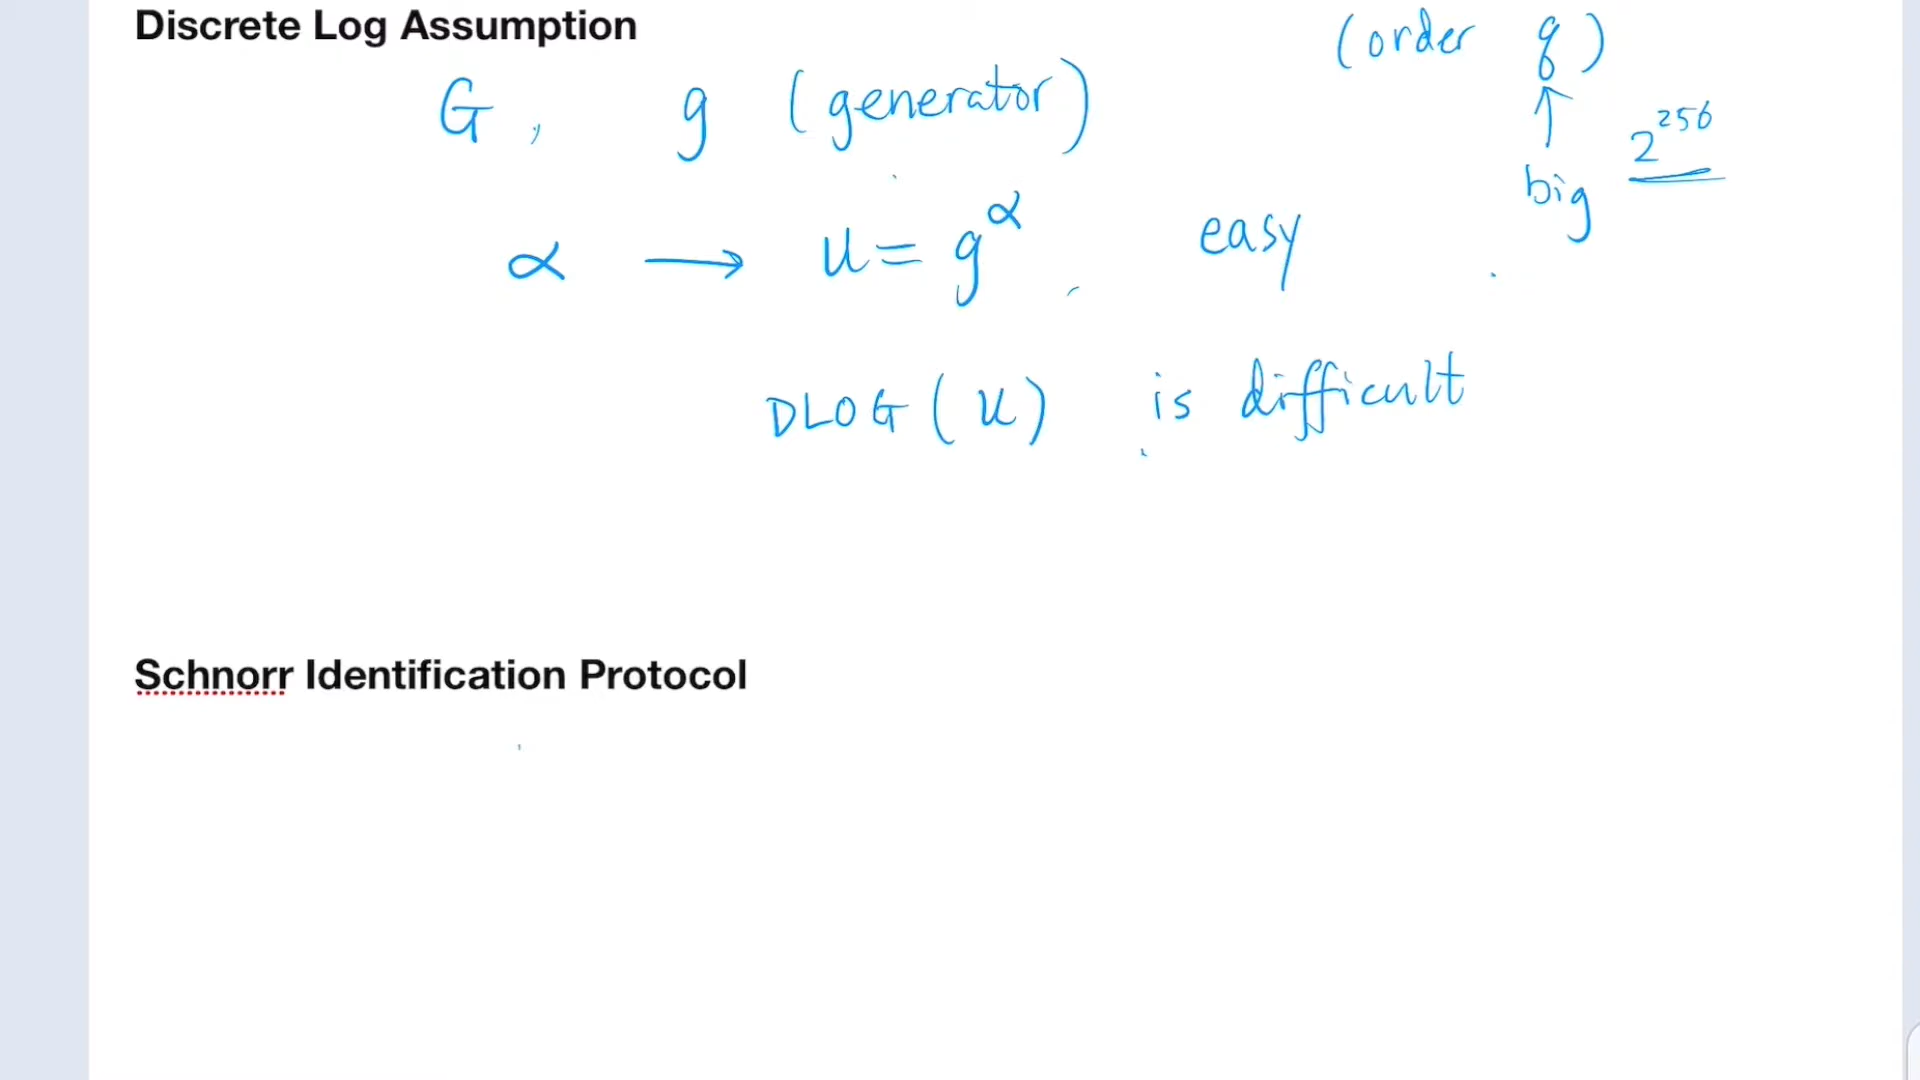 Discrete Log Assumption
(order q)
G, g (generator)
2^256
big
α → u = g^α, easy
DLOG(u) is difficult
Schnorr Identification Protocol